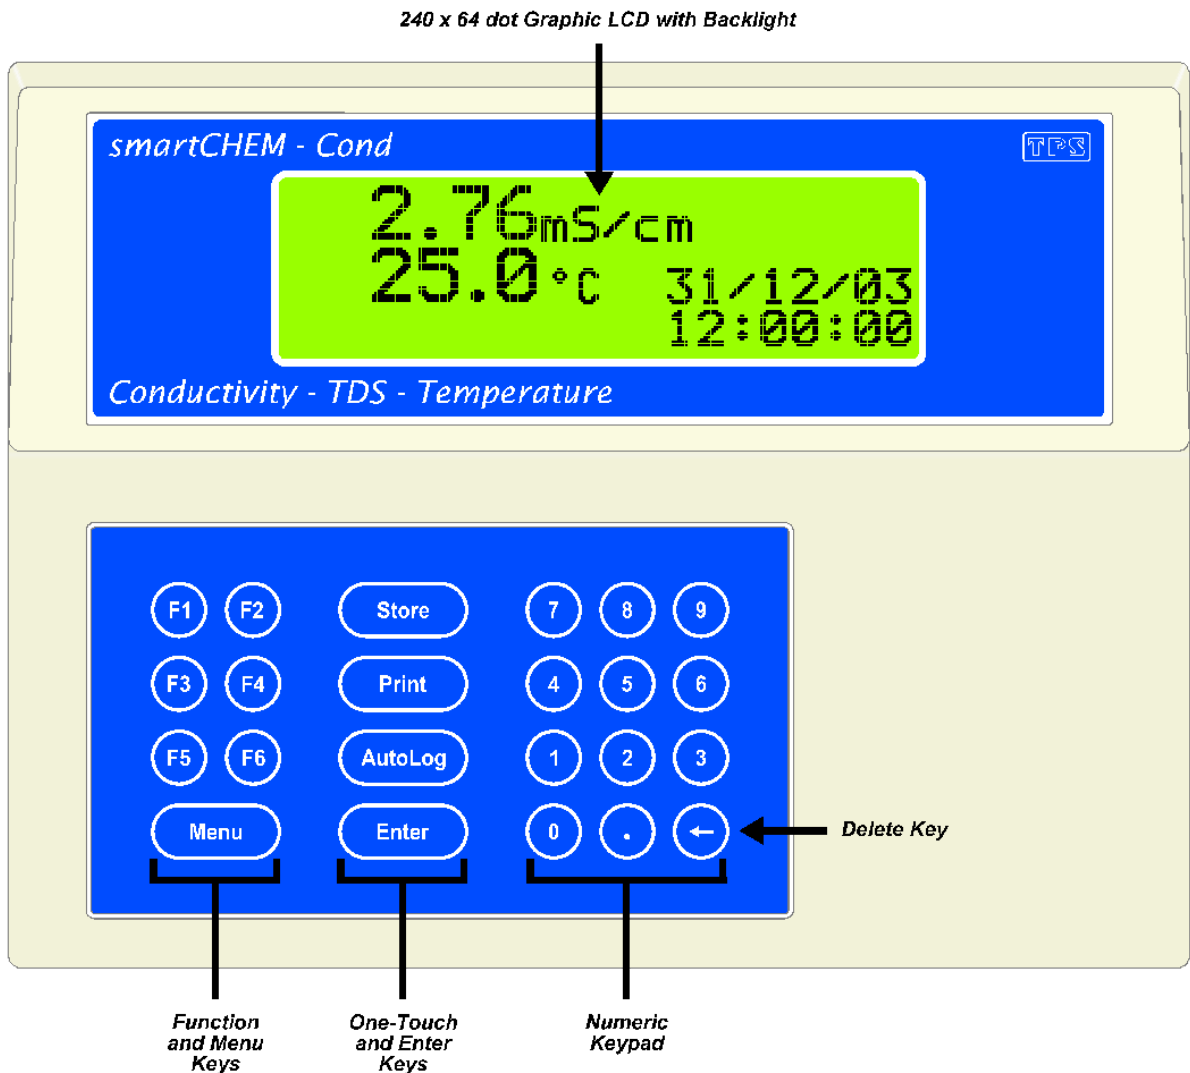 240 x 64 dot Graphic LCD with Backlight
smartCHEM - Cond
TPS
2.76mS/cm
25.0°C 31/12/03
12:00:00
Conductivity - TDS - Temperature
F1 F2 Store 7 8 9
F3 F4 Print 4 5 6
F5 F6 AutoLog 1 2 3
Menu Enter 0 . ←
Delete Key
Function
and Menu
Keys
One-Touch
and Enter
Keys
Numeric
Keypad